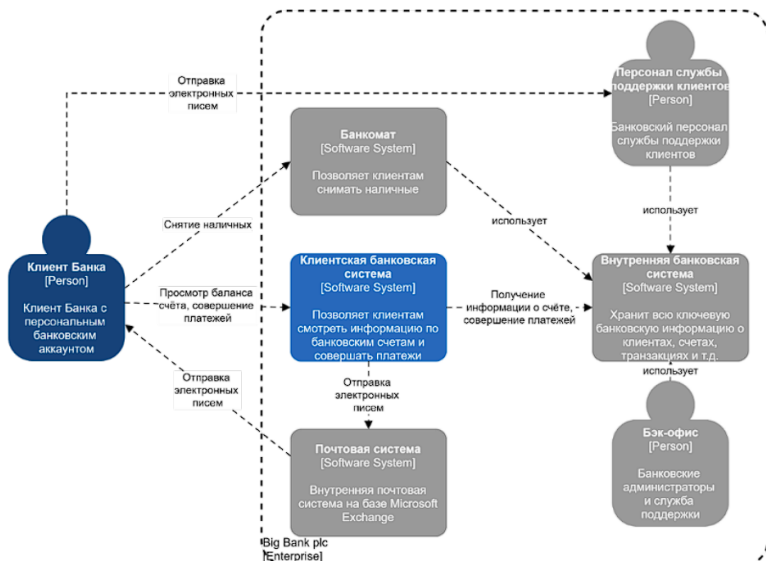 Отправка
электронных
писем
Персонал службы
поддержки клиентов
[Person]
Банковский персонал
службы поддержки
клиентов
Банкомат
[Software System]
Позволяет клиентам
снимать наличные
Снятие наличных
использует
использует
Клиент Банка
[Person]
Клиент Банка с
персональным
банковским
аккаунтом
Просмотр баланса
счёта, совершение
платежей
Клиентская банковская
система
[Software System]
Позволяет клиентам
смотреть информацию по
банковским счетам и
совершать платежи
Получение
информации о счёте,
совершение платежей
Внутренняя банковская
система
[Software System]
Хранит всю ключевую
банковскую информацию о
клиентах, счетах,
транзакциях и т.д.
Отправка
электронных
писем
Отправка
электронных
писем
использует
Почтовая система
[Software System]
Внутренняя почтовая
система на базе Microsoft
Exchange
Бэк-офис
[Person]
Банковские
администраторы
и служба
поддержки
Big Bank plc
[Enterprise]